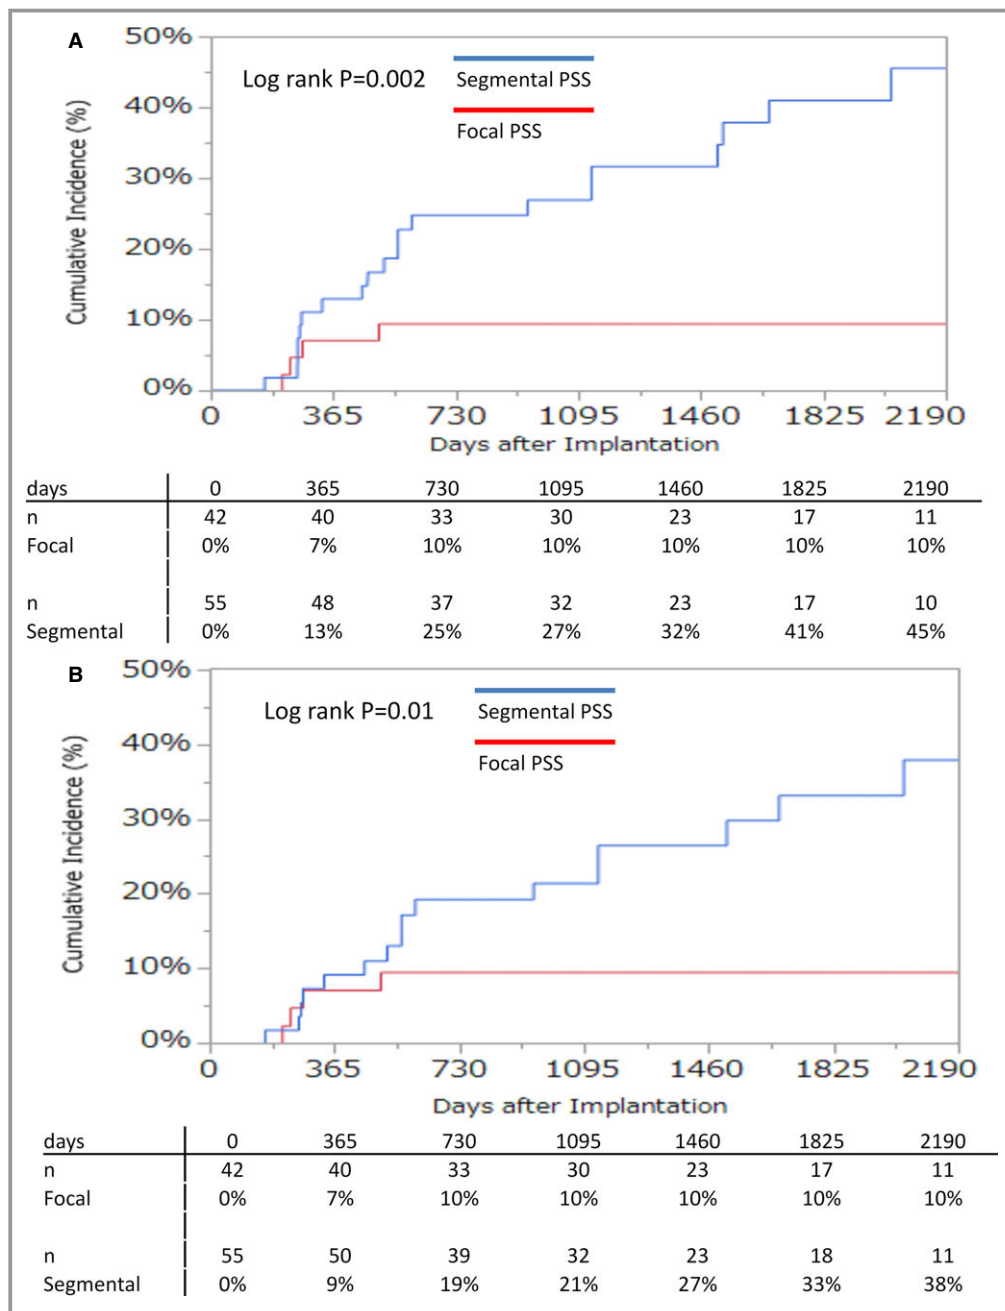 A
50%
Log rank P=0.002
Segmental PSS
Focal PSS
40%
30%
20%
10%
0%
Cumulative Incidence (%)
0 365 730 1095 1460 1825 2190
Days after Implantation
days 0 365 730 1095 1460 1825 2190
n 42 40 33 30 23 17 11
Focal 0% 7% 10% 10% 10% 10% 10%
n 55 48 37 32 23 17 10
Segmental 0% 13% 25% 27% 32% 41% 45%
B
50%
Log rank P=0.01
Segmental PSS
Focal PSS
40%
30%
20%
10%
0%
Cumulative Incidence (%)
0 365 730 1095 1460 1825 2190
Days after Implantation
days 0 365 730 1095 1460 1825 2190
n 42 40 33 30 23 17 11
Focal 0% 7% 10% 10% 10% 10% 10%
n 55 50 39 32 23 18 11
Segmental 0% 9% 19% 21% 27% 33% 38%